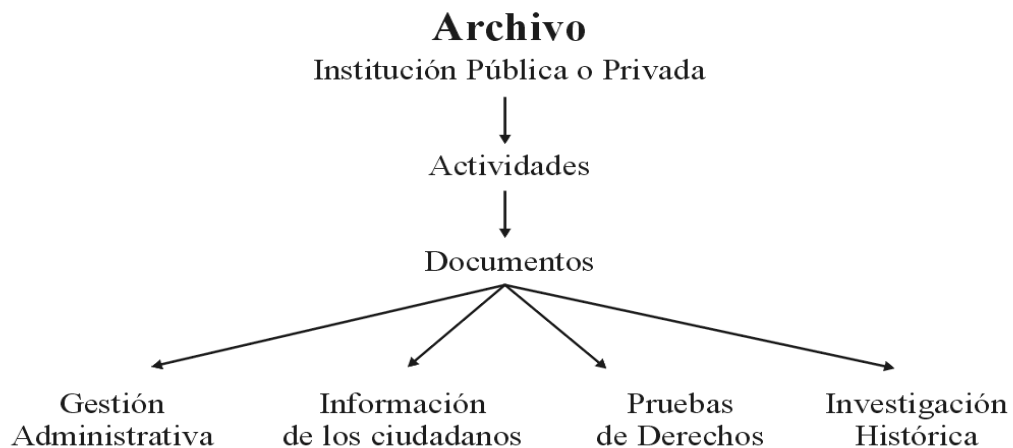 Archivo
Institución Pública o Privada
Actividades
Documentos
Gestión
Administrativa
Información
de los ciudadanos
Pruebas
de Derechos
Investigación
Histórica